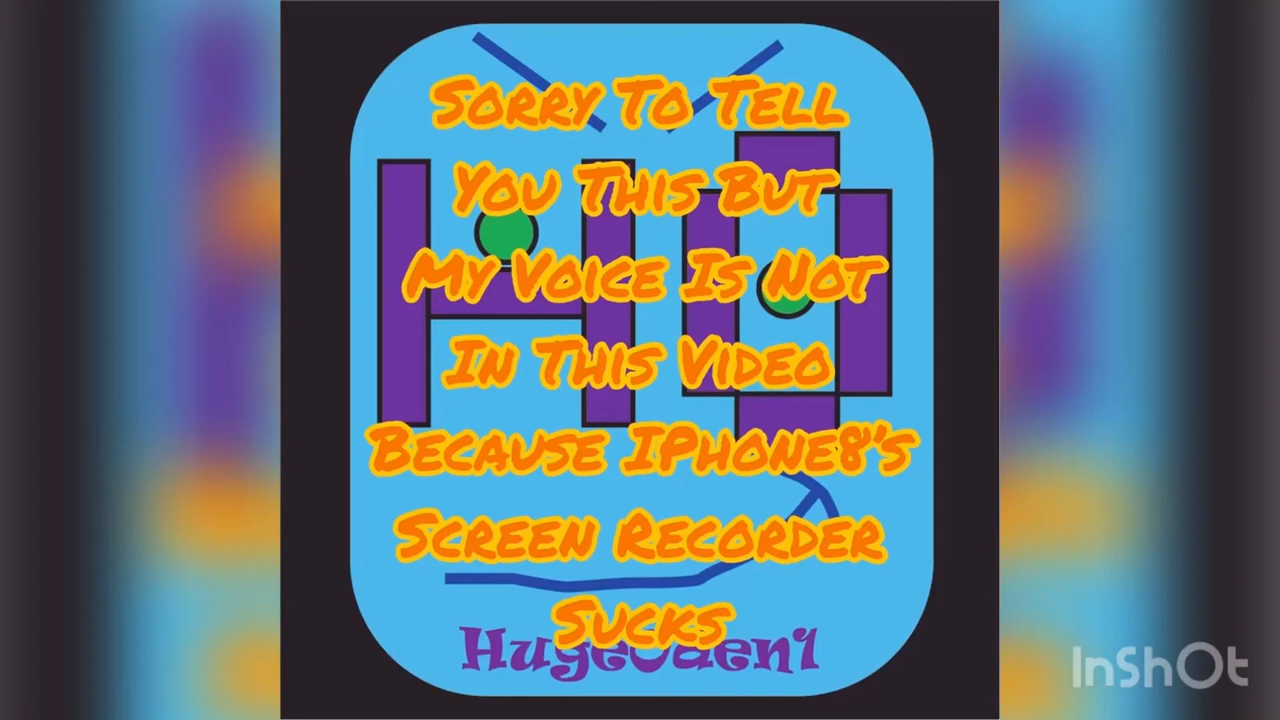 Sorry To Tell
You This But
My Voice Is Not
In This Video
Because IPhone8's
Screen Recorder
Sucks
InShOt